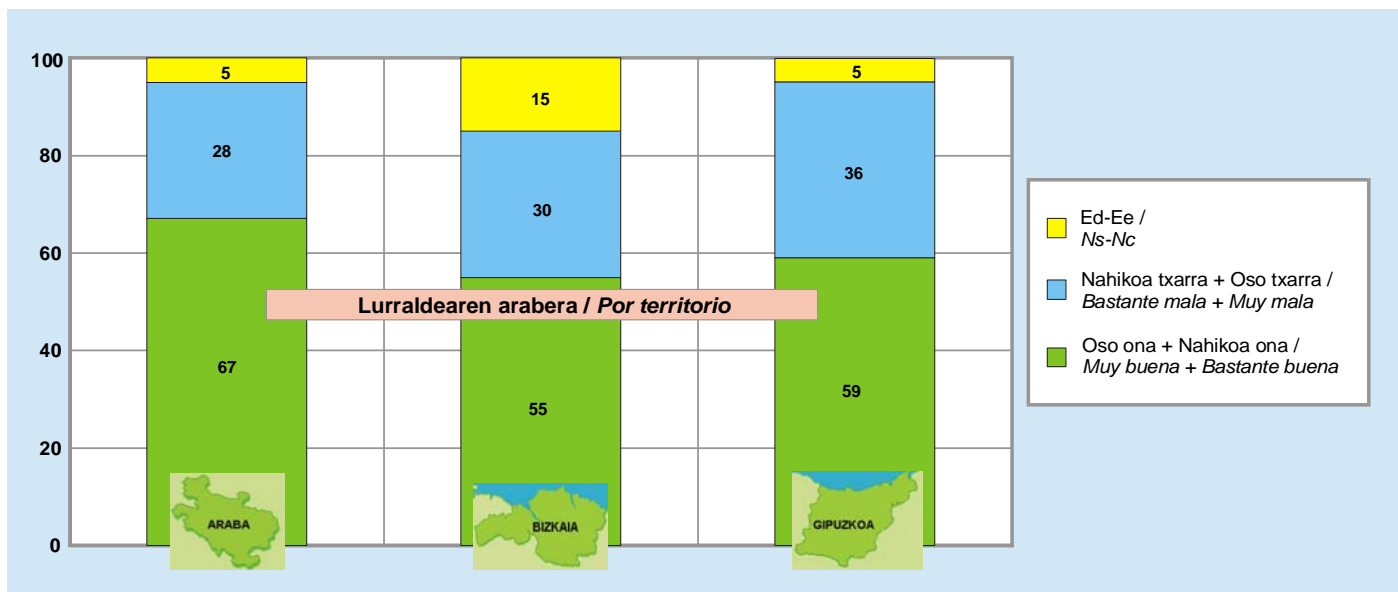 100
80
60
40
20
0
5
28
67
15
30
55
5
36
59
Lurraldearen arabera / Por territorio
ARABA
BIZKAIA
GIPUZKOA
Ed-Ee /
Ns-Nc
Nahikoa txarra + Oso txarra /
Bastante mala + Muy mala
Oso ona + Nahikoa ona /
Muy buena + Bastante buena